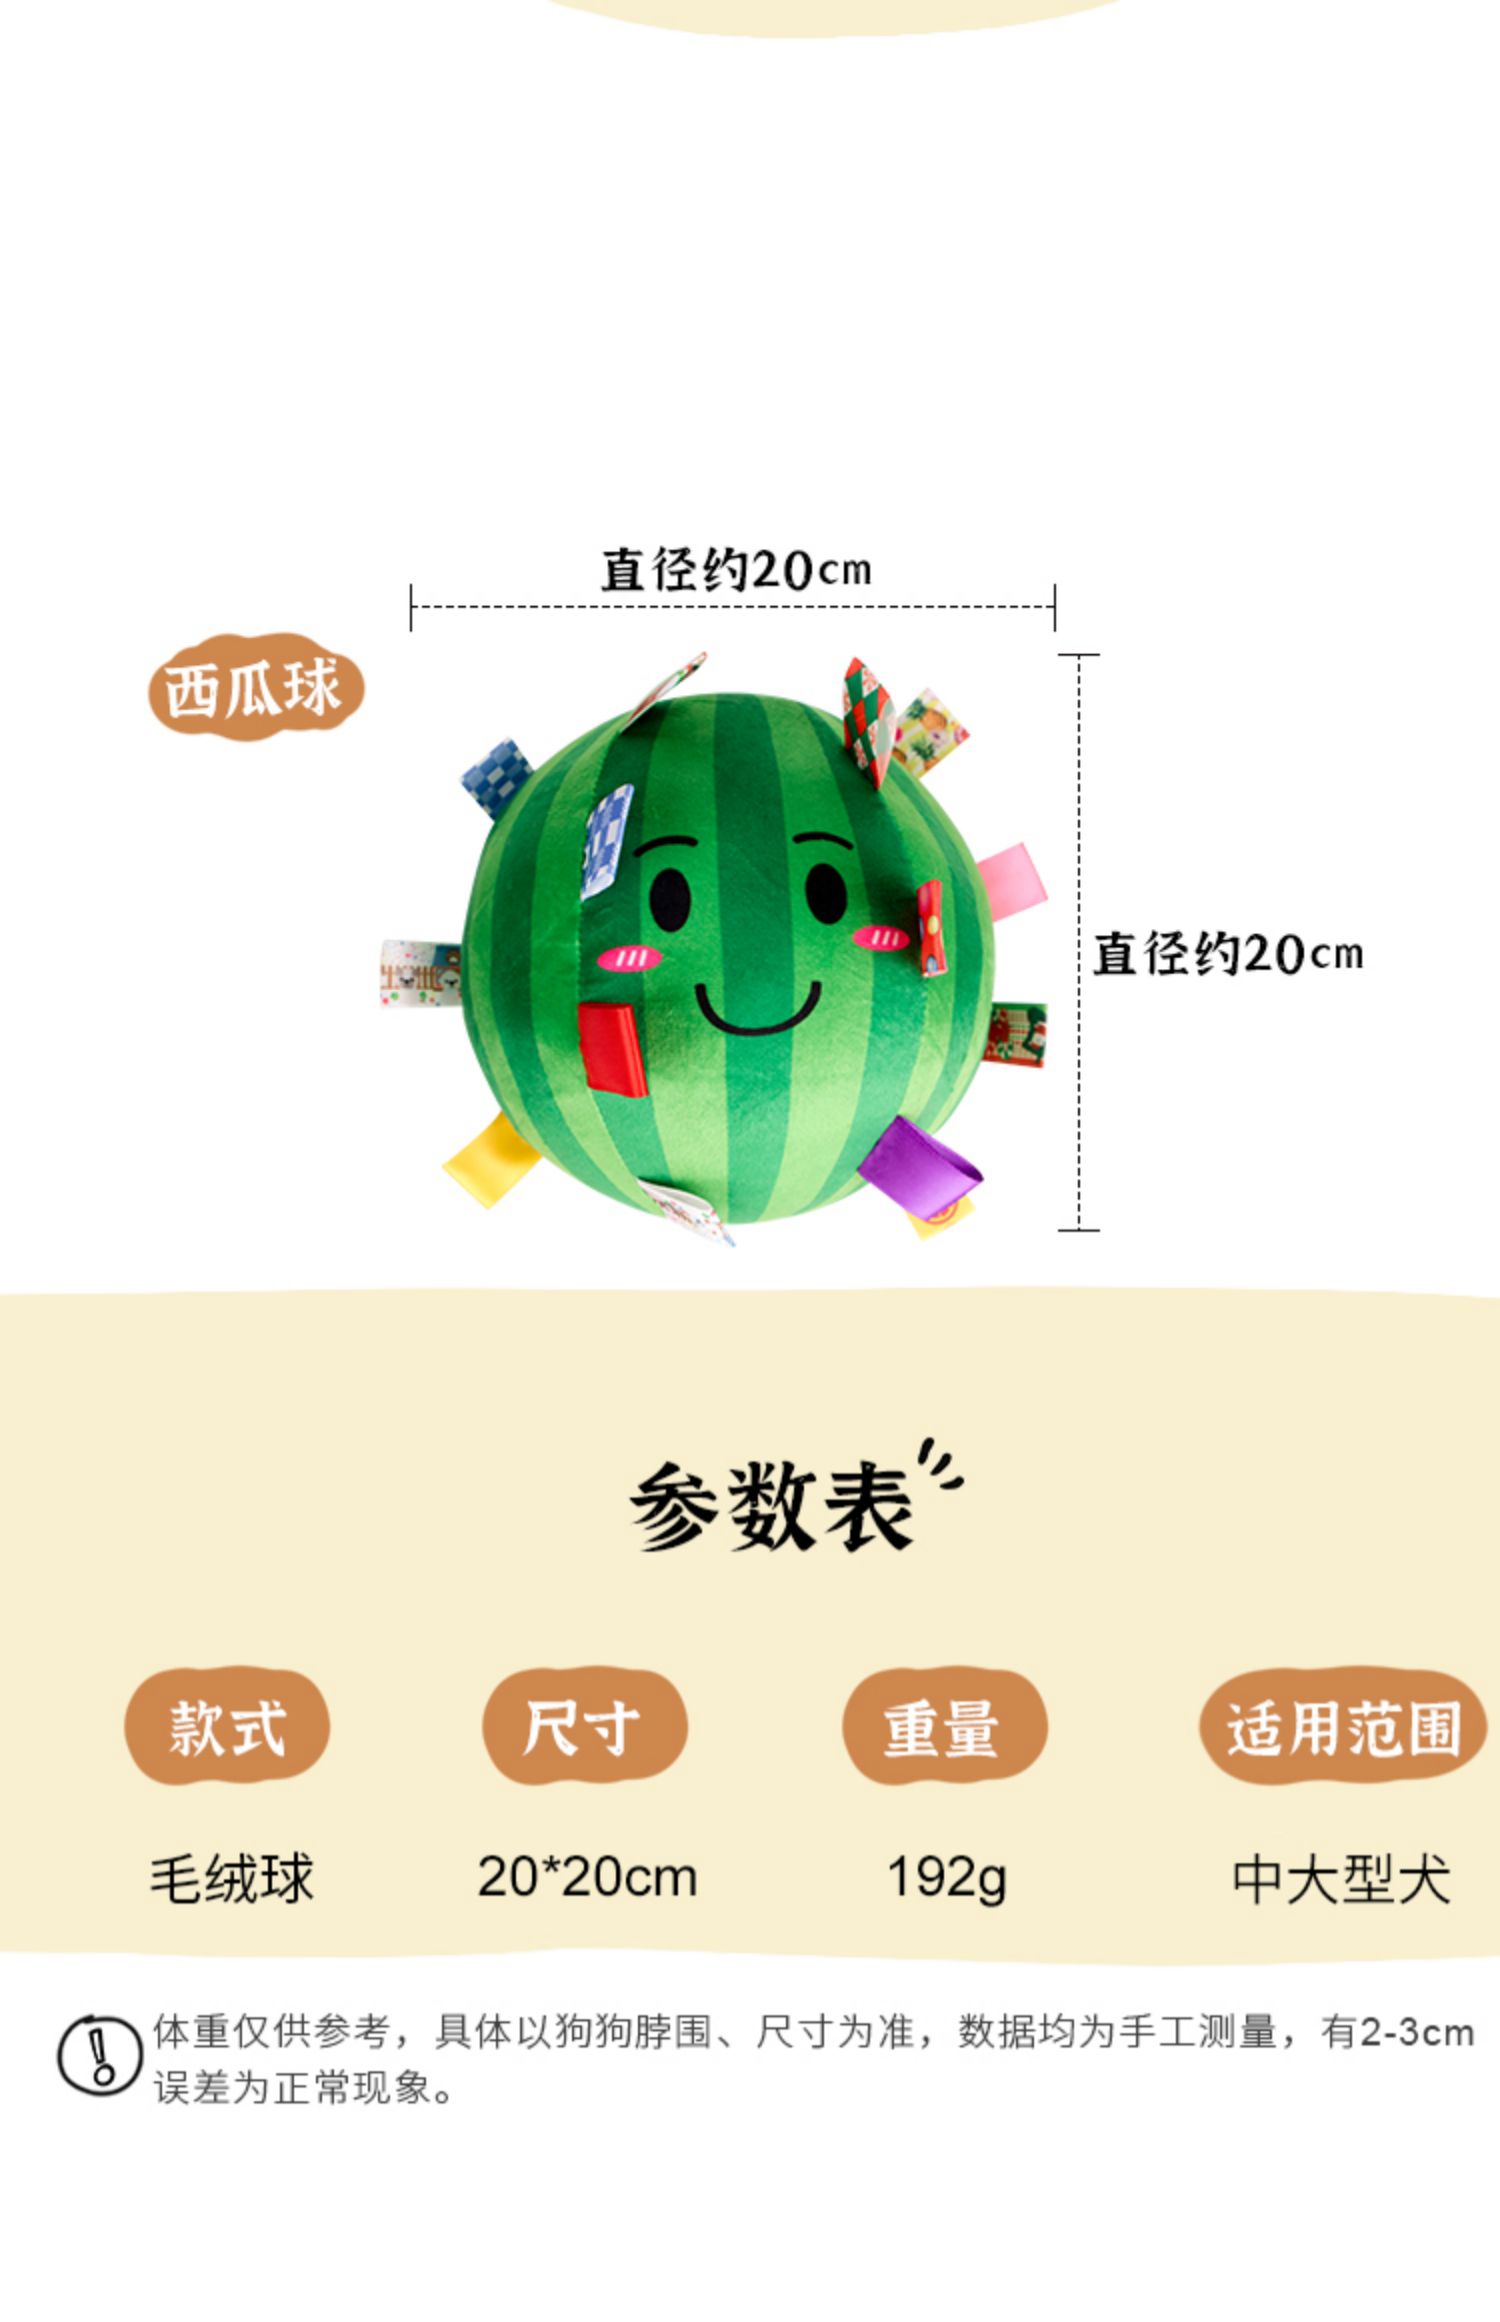 直径约20cm
西瓜球
直径约20cm
参数表
款式 尺寸 重量 适用范围
毛绒球 20*20cm 192g 中大型犬
体重仅供参考，具体以狗狗脖围、尺寸为准，数据均为手工测量，有2-3cm
误差为正常现象。